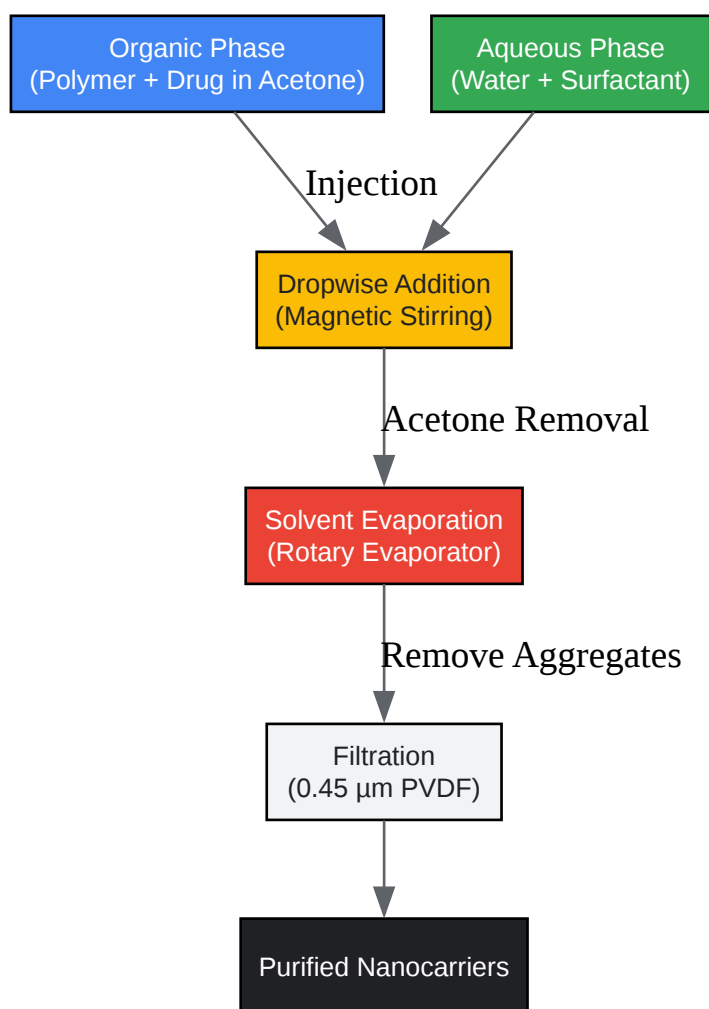 Organic Phase
(Polymer + Drug in Acetone)
Aqueous Phase
(Water + Surfactant)
Injection
Dropwise Addition
(Magnetic Stirring)
Acetone Removal
Solvent Evaporation
(Rotary Evaporator)
Remove Aggregates
Filtration
(0.45 µm PVDF)
Purified Nanocarriers